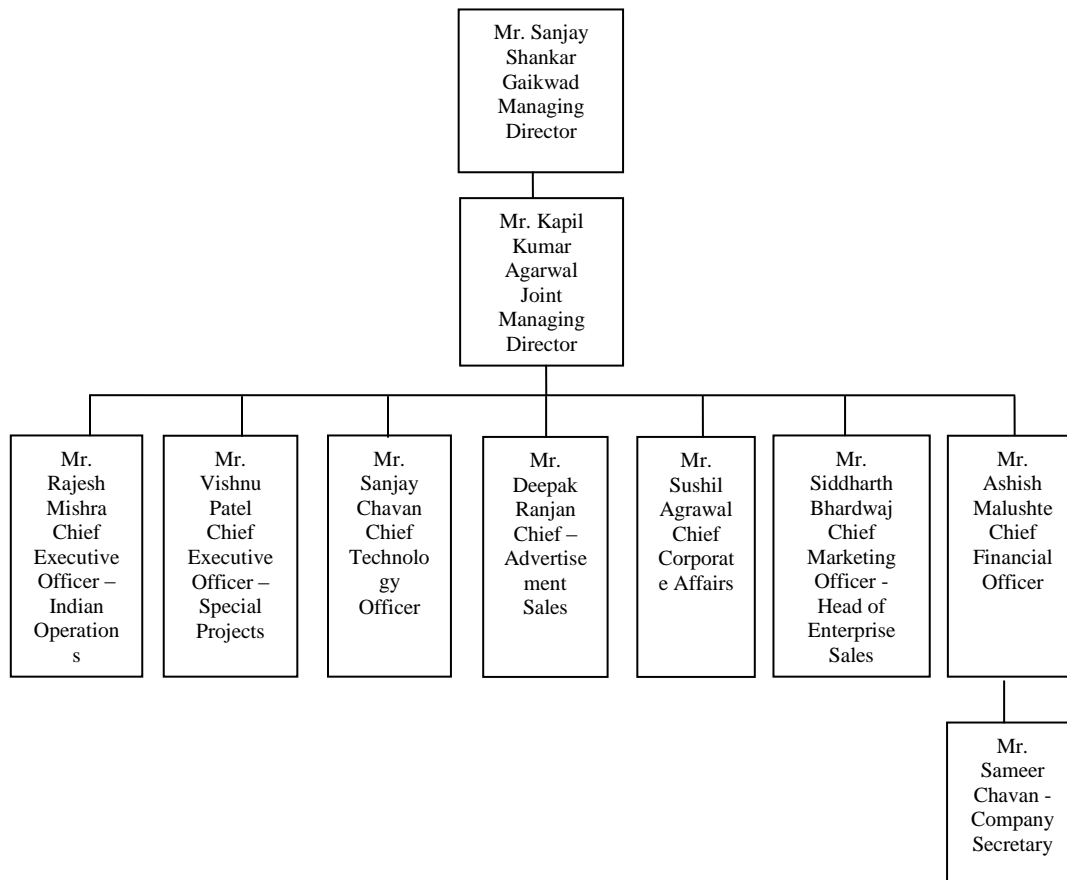 Mr. Sanjay
Shankar
Gaikwad
Managing
Director
Mr. Kapil
Kumar
Agarwal
Joint
Managing
Director
Mr.
Rajesh
Mishra
Chief
Executive
Officer –
Indian
Operation
s
Mr.
Vishnu
Patel
Chief
Executive
Officer –
Special
Projects
Mr.
Sanjay
Chavan
Chief
Technolo
gy
Officer
Mr.
Deepak
Ranjan
Chief –
Advertise
ment
Sales
Mr.
Sushil
Agrawal
Chief
Corporat
e Affairs
Mr.
Siddharth
Bhardwaj
Chief
Marketing
Officer -
Head of
Enterprise
Sales
Mr.
Ashish
Malushte
Chief
Financial
Officer
Mr.
Sameer
Chavan -
Company
Secretary